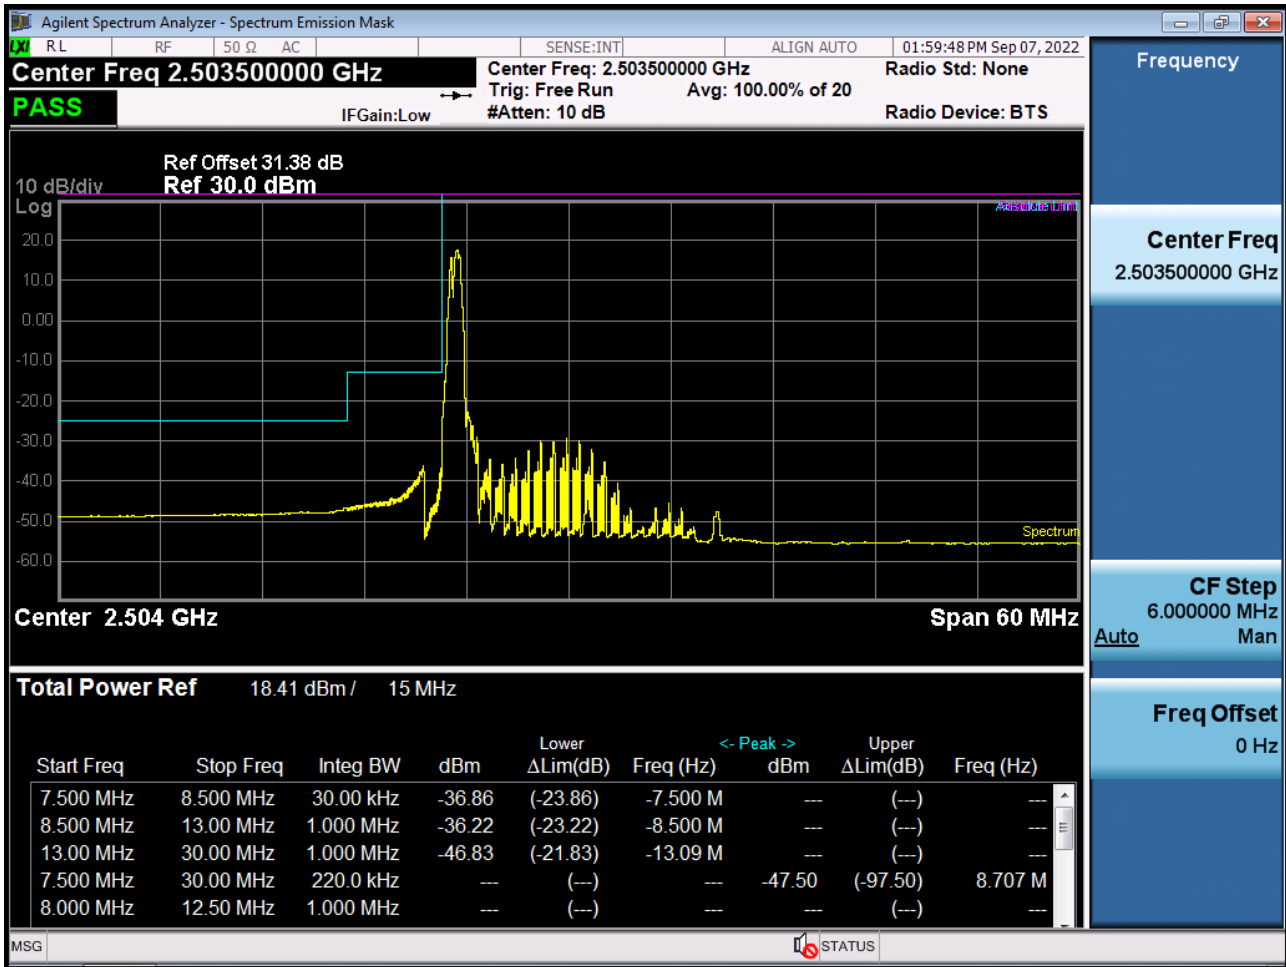 Agilent Spectrum Analyzer - Spectrum Emission Mask
LXI RL RF 50 Ω AC SENSE:INT ALIGN AUTO 01:59:48 PM Sep 07, 2022
Center Freq 2.503500000 GHz
Center Freq: 2.503500000 GHz Radio Std: None
Trig: Free Run Avg: 100.00% of 20
PASS
IFGain:Low #Atten: 10 dB Radio Device: BTS
Ref Offset 31.38 dB
10 dB/div Ref 30.0 dBm
Log
Absolute Limit
20.0
10.0
0.00
-10.0
-20.0
-30.0
-40.0
-50.0
Spectrum
-60.0
Center 2.504 GHz Span 60 MHz
Total Power Ref 18.41 dBm / 15 MHz
Lower <- Peak -> Upper
Start Freq Stop Freq Integ BW dBm ΔLim(dB) Freq (Hz) dBm ΔLim(dB) Freq (Hz)
7.500 MHz 8.500 MHz 30.00 kHz -36.86 (-23.86) -7.500 M --- (---) ---
8.500 MHz 13.00 MHz 1.000 MHz -36.22 (-23.22) -8.500 M --- (---) ---
13.00 MHz 30.00 MHz 1.000 MHz -46.83 (-21.83) -13.09 M --- (---) ---
7.500 MHz 30.00 MHz 220.0 kHz --- (---) --- -47.50 (-97.50) 8.707 M
8.000 MHz 12.50 MHz 1.000 MHz --- (---) --- --- (---) ---
MSG STATUS
Frequency
Center Freq
2.503500000 GHz
CF Step
6.000000 MHz
Auto Man
Freq Offset
0 Hz